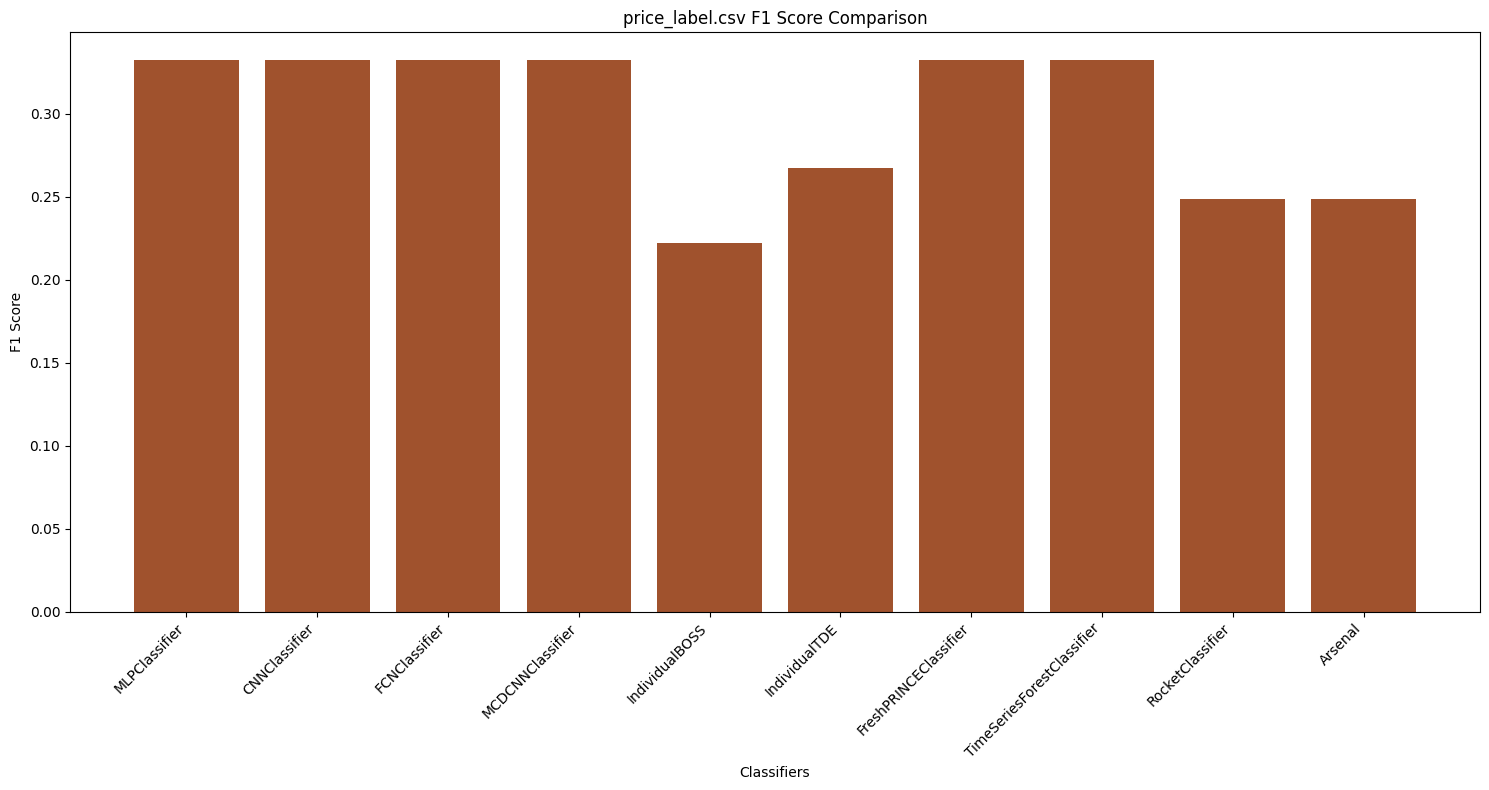 price_label.csv F1 Score Comparison
F1 Score
0.30
0.25
0.20
0.15
0.10
0.05
0.00
MLPClassifier
CNNClassifier
FCNClassifier
MCDCNNClassifier
IndividualBOSS
IndividualTDE
FreshPRINCEClassifier
TimeSeriesForestClassifier
RocketClassifier
Arsenal
Classifiers